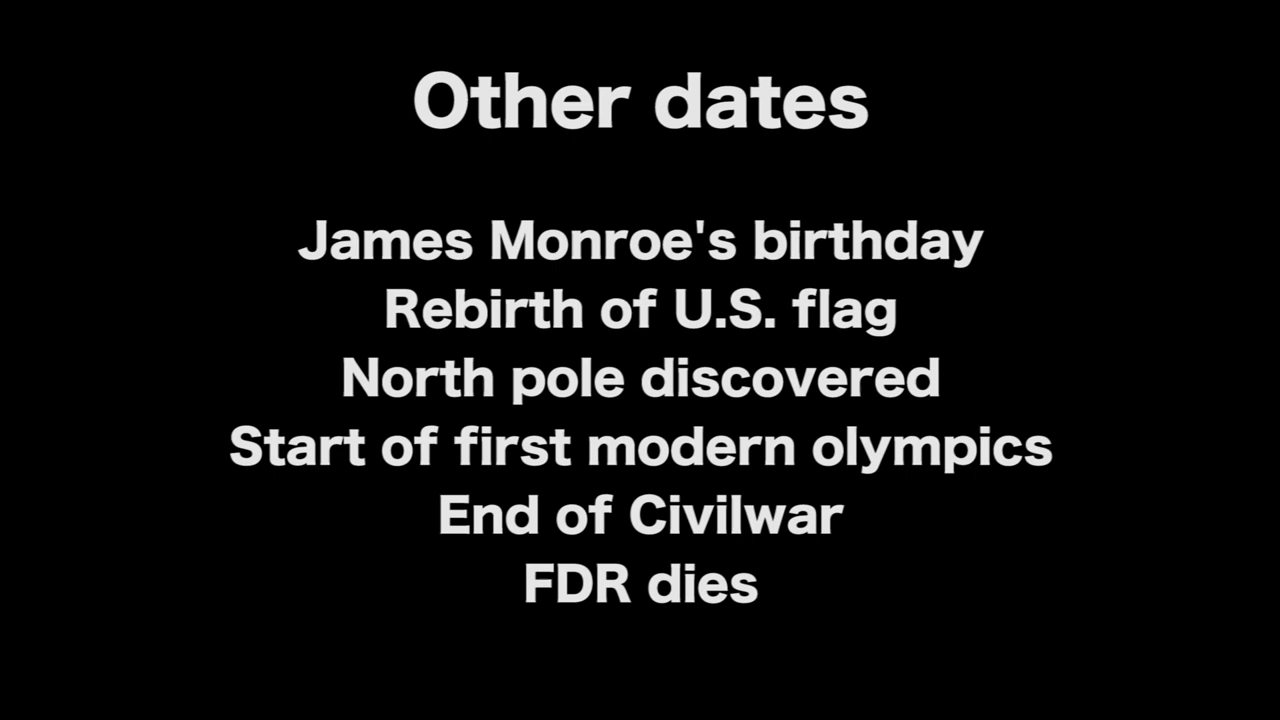 Other dates
James Monroe's birthday
Rebirth of U.S. flag
North pole discovered
Start of first modern olympics
End of Civilwar
FDR dies